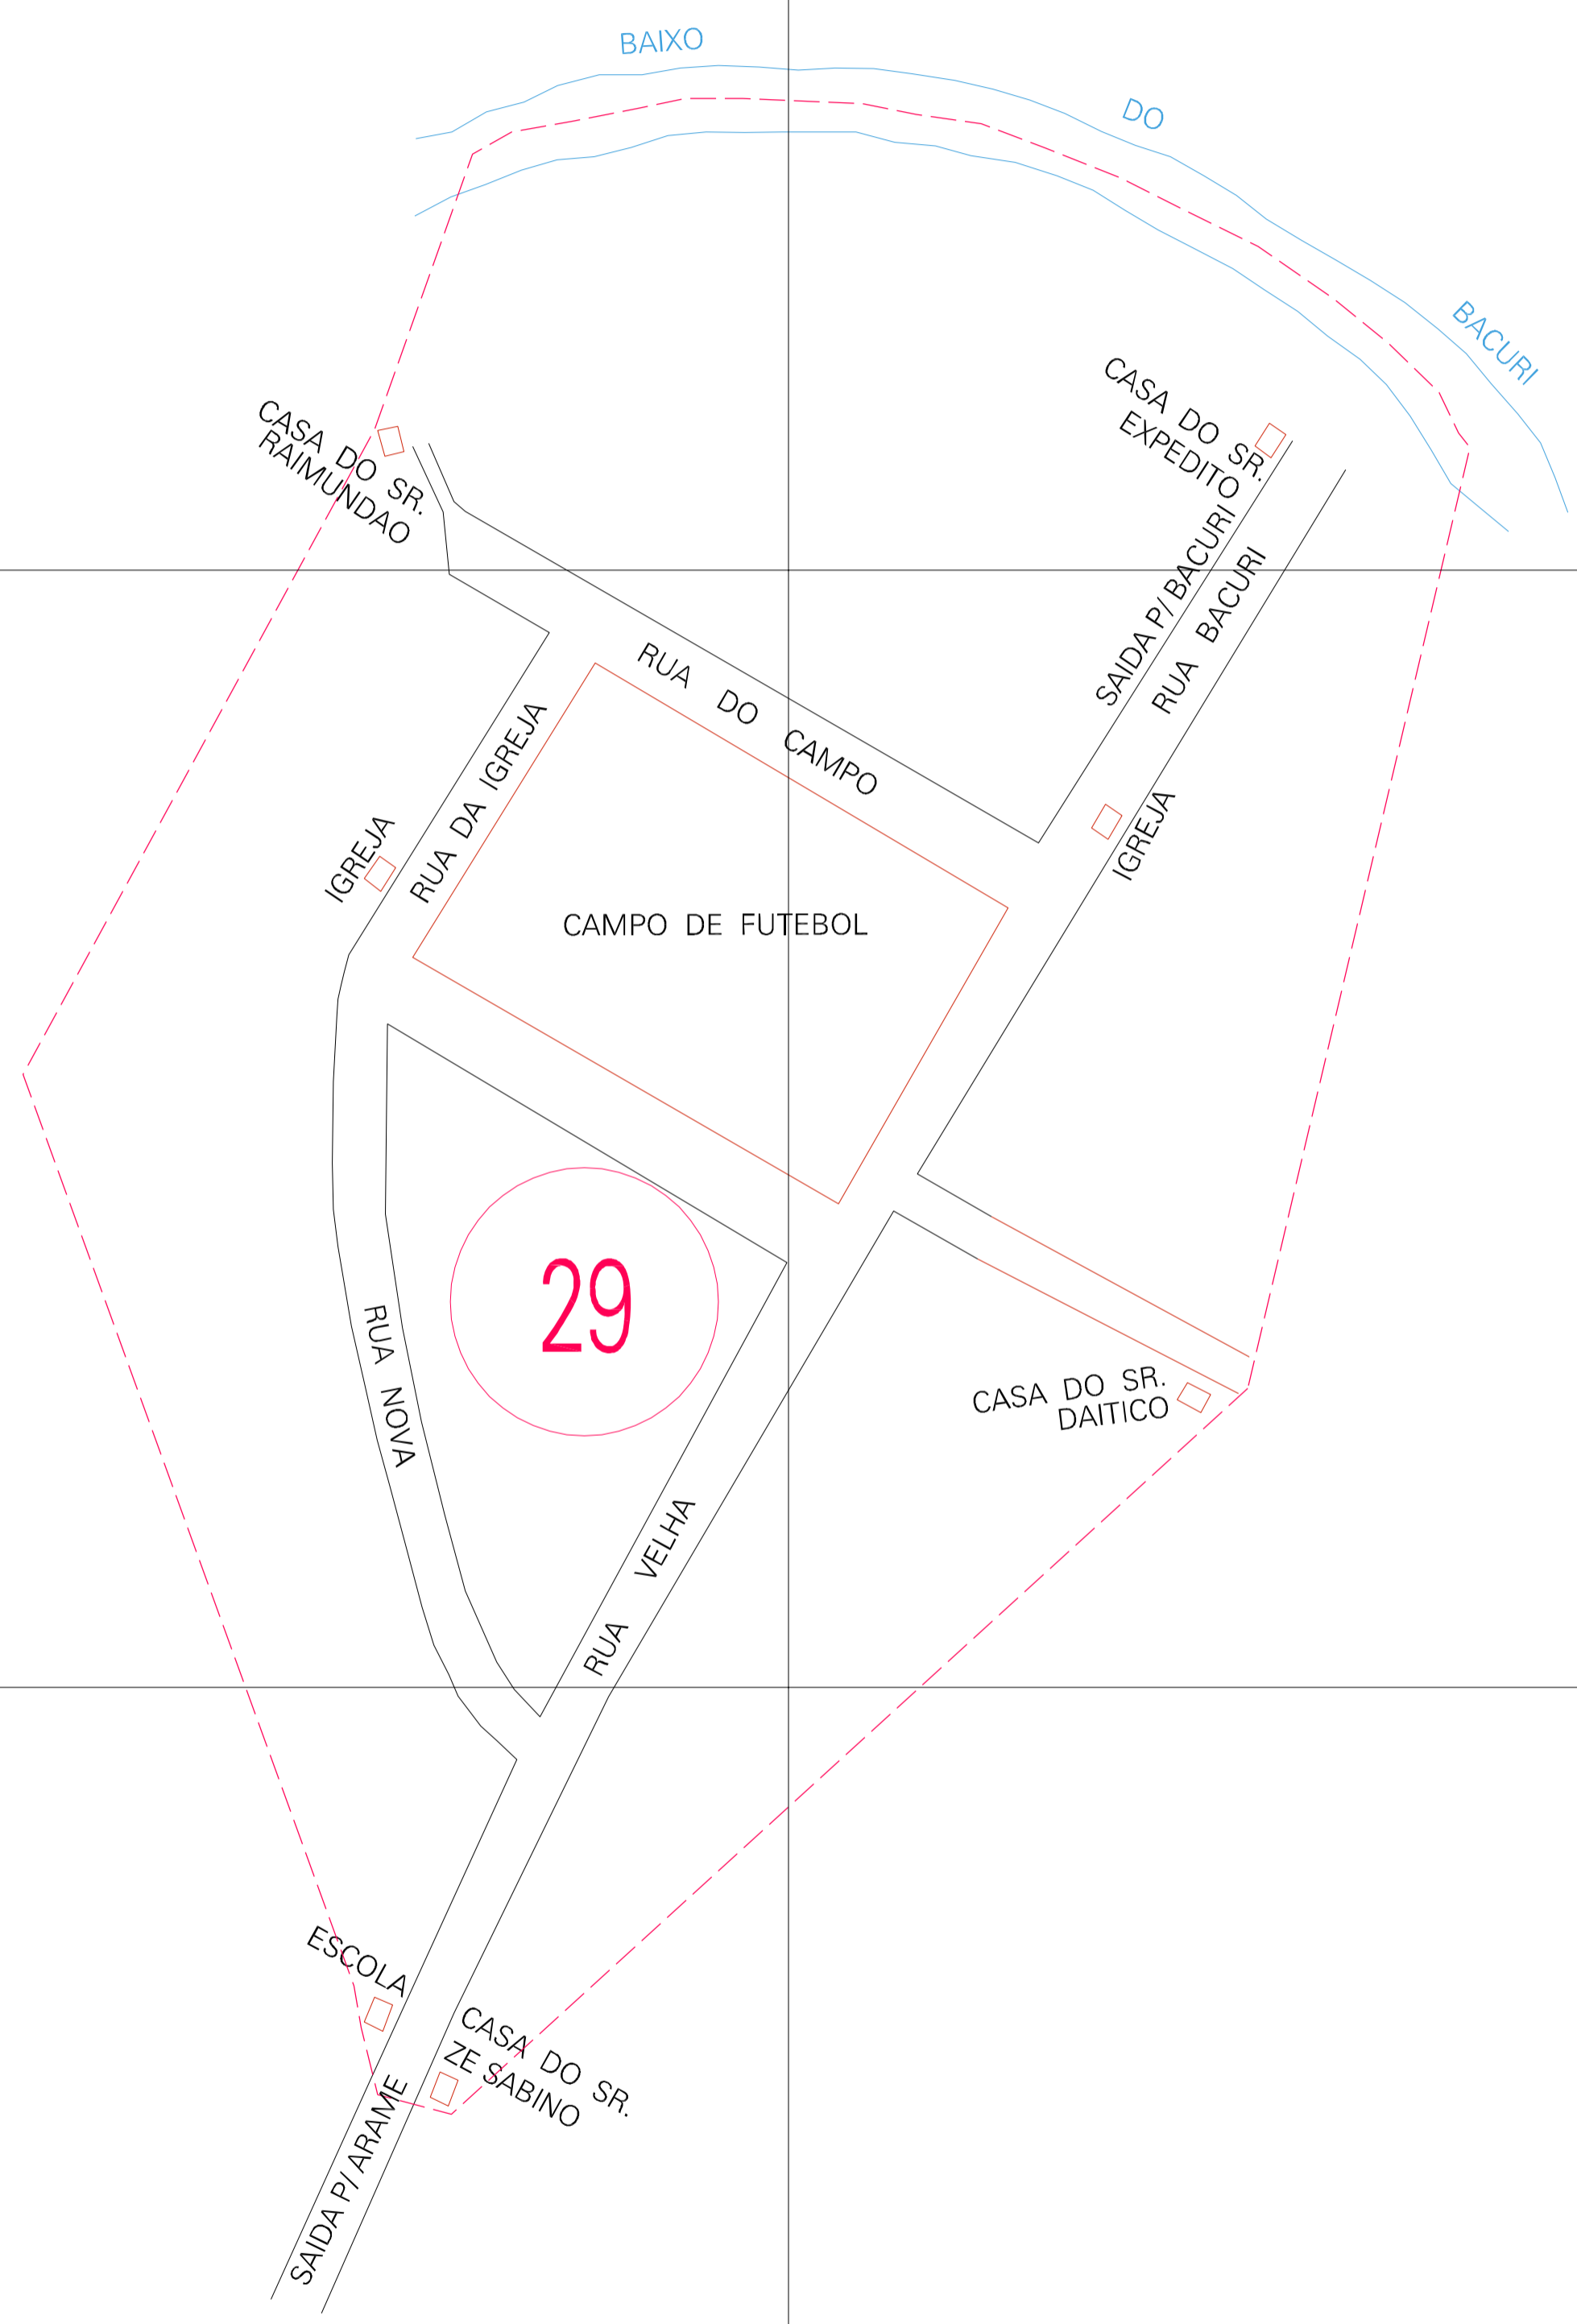 BAIXO DO BACURI
CASA DO SR.
RAIMUNDAO
CASA DO SR.
EXPEDITO
SAIDA P/ BACURI
RUA BACURI
RUA DO CAMPO
RUA DA IGREJA
IGREJA
IGREJA
CAMPO DE FUTEBOL
29
RUA NOVA
CASA DO SR.
DAITICO
RUA VELHA
ESCOLA
CASA DO SR.
ZE SABINO
SAIDA P/ ARAME